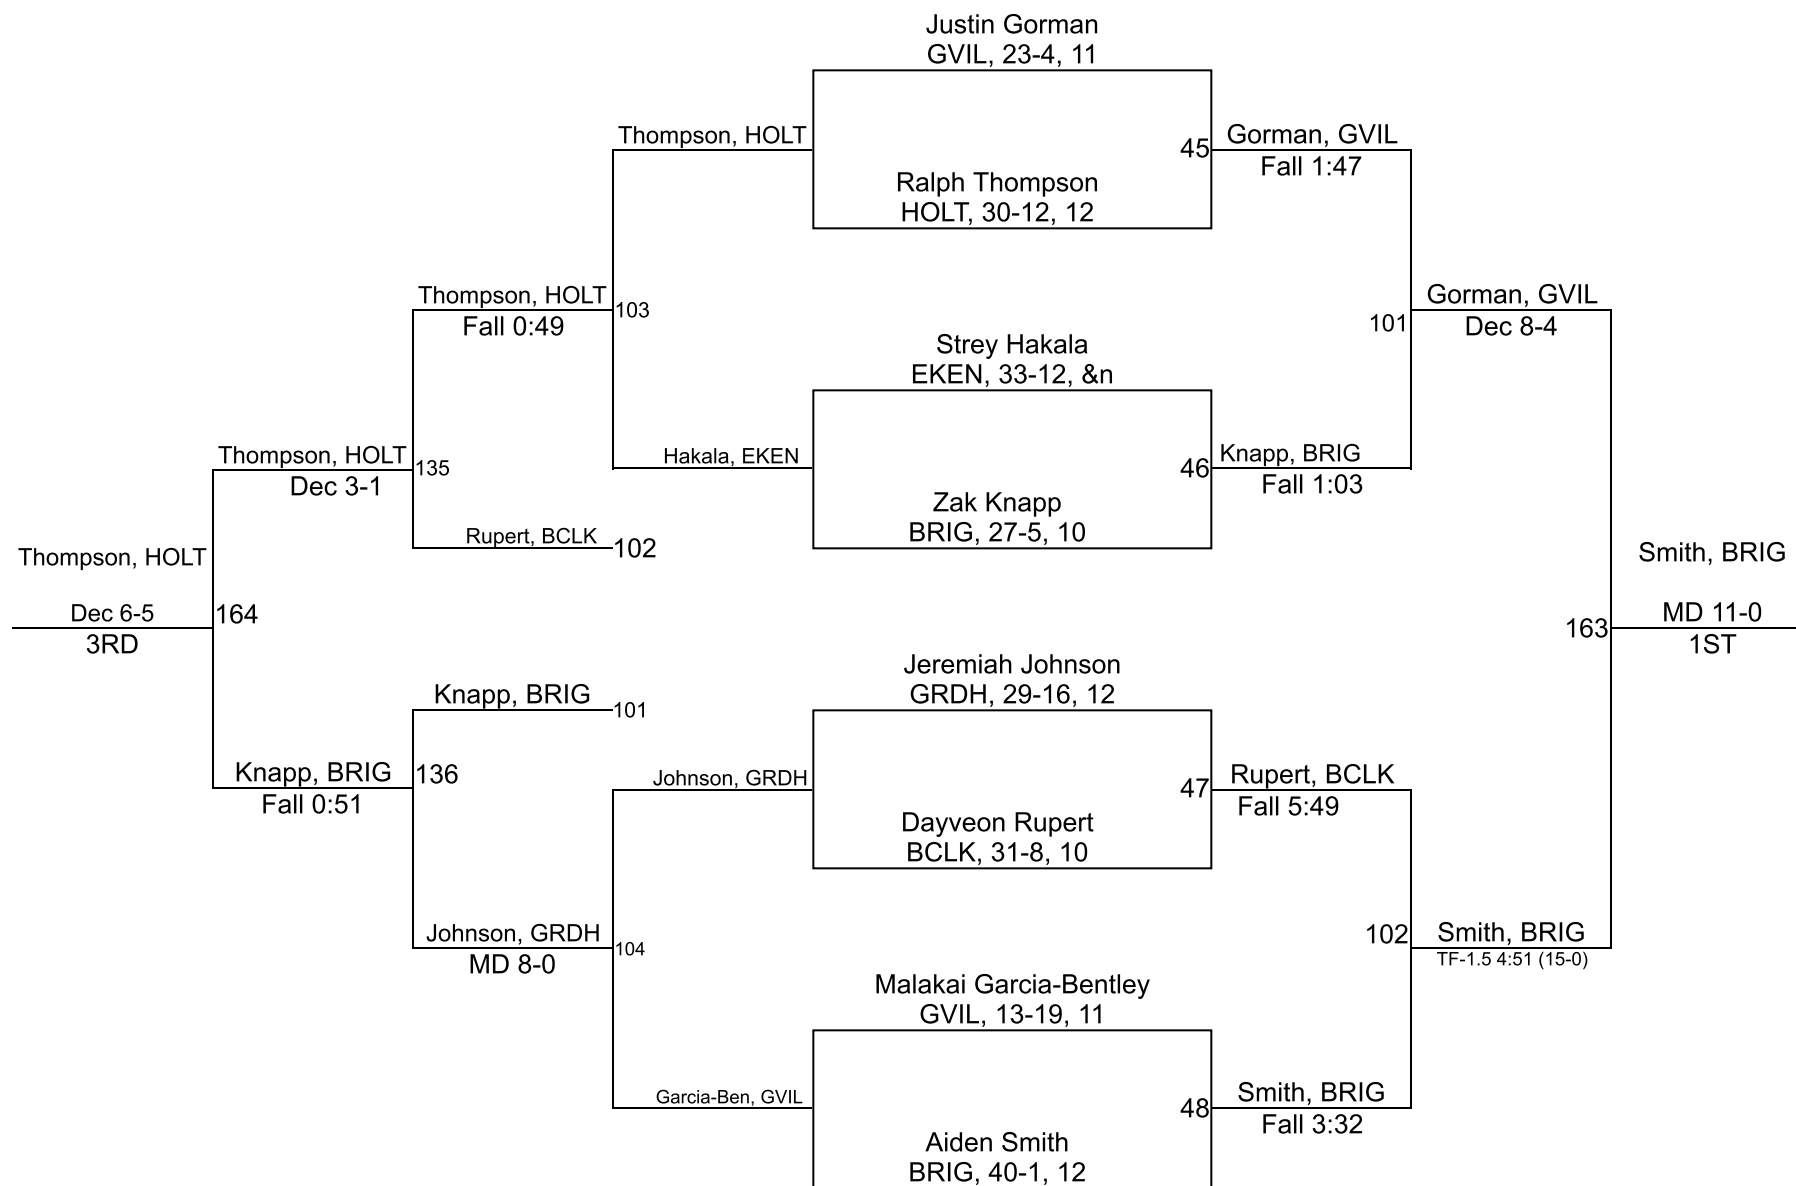 Justin Gorman
GVIL, 23-4, 11
Thompson, HOLT
45
Gorman, GVIL
Fall 1:47
Ralph Thompson
HOLT, 30-12, 12
Thompson, HOLT
103
Fall 0:49
Gorman, GVIL
101
Dec 8-4
Strey Hakala
EKEN, 33-12, &n
Thompson, HOLT
135
Dec 3-1
Hakala, EKEN
46
Knapp, BRIG
Fall 1:03
Zak Knapp
BRIG, 27-5, 10
Rupert, BCLK
102
Thompson, HOLT
Smith, BRIG
Dec 6-5
164
3RD
163
MD 11-0
1ST
Jeremiah Johnson
GRDH, 29-16, 12
Knapp, BRIG
101
Knapp, BRIG
136
Fall 0:51
Johnson, GRDH
47
Rupert, BCLK
Fall 5:49
Dayveon Rupert
BCLK, 31-8, 10
Johnson, GRDH
104
MD 8-0
102
Smith, BRIG
TF-1.5 4:51 (15-0)
Malakai Garcia-Bentley
GVIL, 13-19, 11
Garcia-Ben, GVIL
48
Smith, BRIG
Fall 3:32
Aiden Smith
BRIG, 40-1, 12